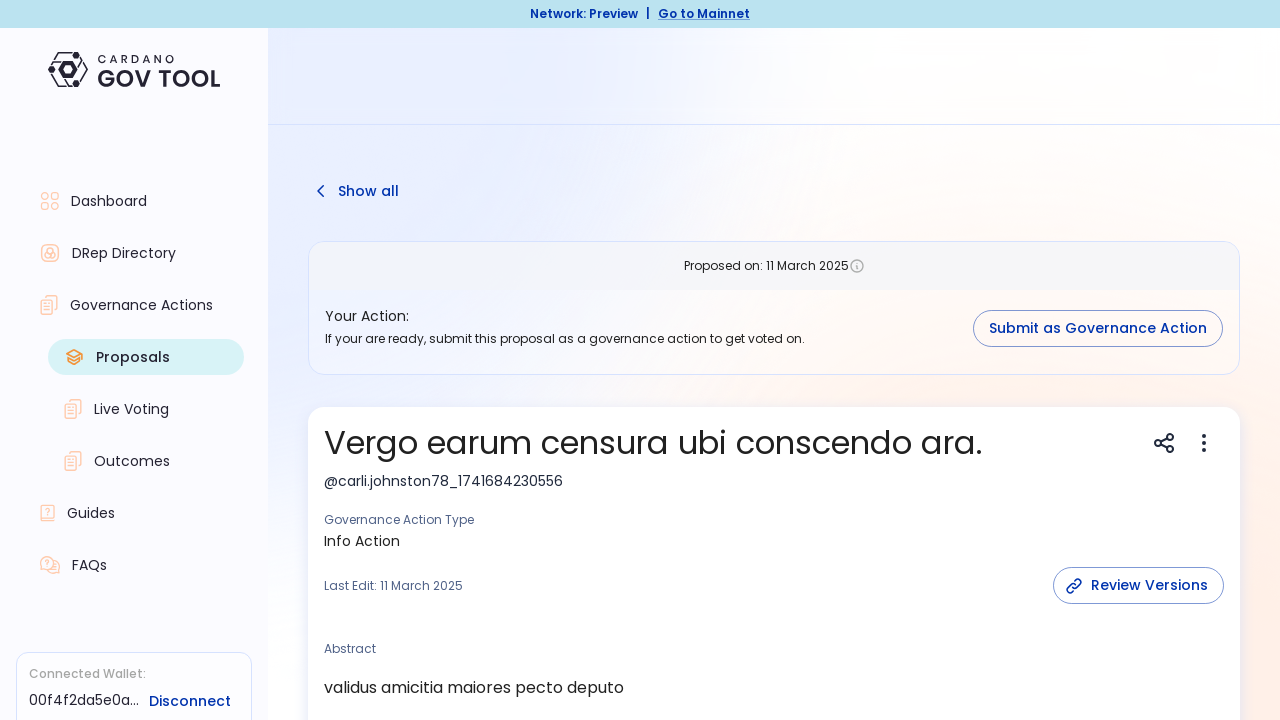 Network: Preview | Go to Mainnet
CARDANO
GOV TOOL
Dashboard
DRep Directory
Governance Actions
Proposals
Live Voting
Outcomes
Guides
FAQs
Connected Wallet:
00f4f2da5e0a... Disconnect
Show all
Proposed on: 11 March 2025
Your Action:
If your are ready, submit this proposal as a governance action to get voted on.
Submit as Governance Action
Vergo earum censura ubi conscendo ara.
@carli.johnston78_1741684230556
Governance Action Type
Info Action
Last Edit: 11 March 2025
Review Versions
Abstract
validus amicitia maiores pecto deputo